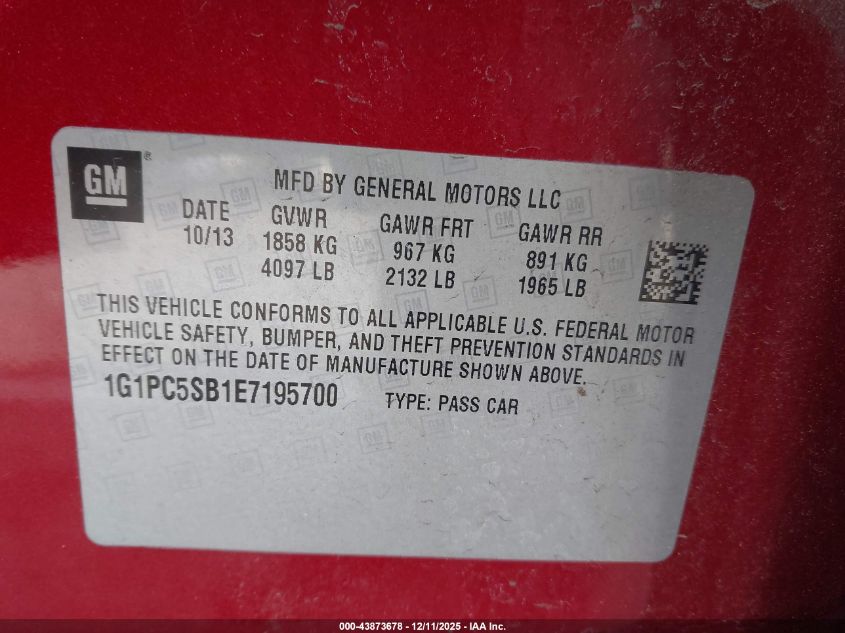 GM
MFD BY GENERAL MOTORS LLC
DATE GVWR GAWR FRT GAWR RR
10/13 1858 KG 967 KG 891 KG
4097 LB 2132 LB 1965 LB
THIS VEHICLE CONFORMS TO ALL APPLICABLE U.S. FEDERAL MOTOR
VEHICLE SAFETY, BUMPER, AND THEFT PREVENTION STANDARDS IN
EFFECT ON THE DATE OF MANUFACTURE SHOWN ABOVE.
1G1PC5SB1E7195700 TYPE: PASS CAR
000-43873678 - 12/11/2025 - IAA Inc.